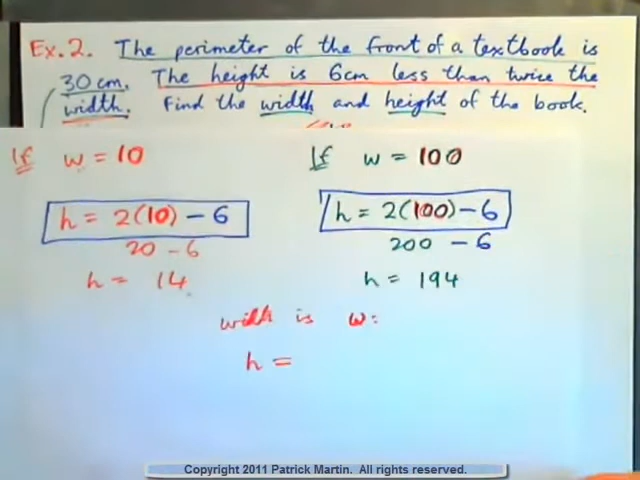 Ex.2. The perimeter of the front of a textbook is
30 cm. The height is 6cm less than twice the
width. Find the width and height of the book.
If w = 10
h = 2(10) - 6
20 - 6
h = 14
If w = 100
h = 2(100) - 6
200 - 6
h = 194
width is w:
h =
Copyright 2011 Patrick Martin. All rights reserved.